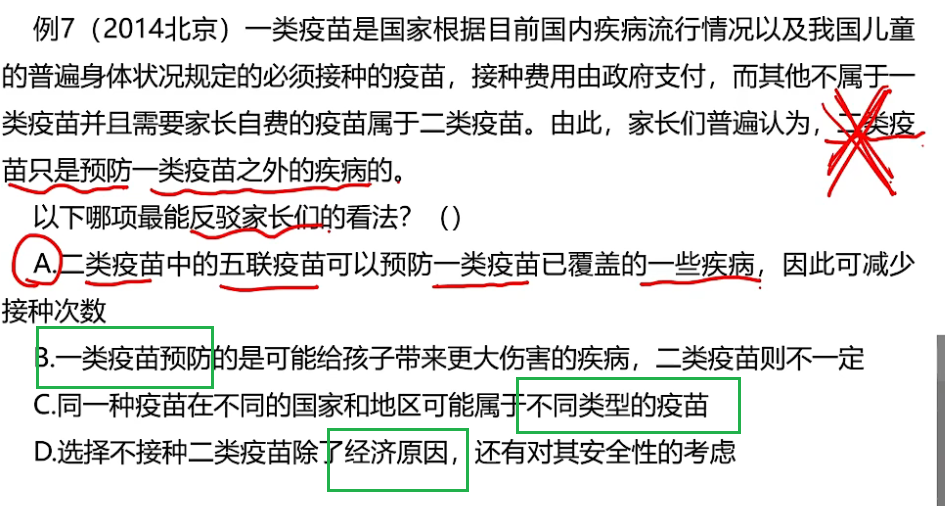 例7（2014北京）一类疫苗是国家根据目前国内疾病流行情况以及我国儿童
的普遍身体状况规定的必须接种的疫苗，接种费用由政府支付，而其他不属于一
类疫苗并且需要家长自费的疫苗属于二类疫苗。由此，家长们普遍认为，二类疫
苗只是预防一类疫苗之外的疾病的。
以下哪项最能反驳家长们的看法？（）
A.二类疫苗中的五联疫苗可以预防一类疫苗已覆盖的一些疾病，因此可减少
接种次数
B.一类疫苗预防的是可能给孩子带来更大伤害的疾病，二类疫苗则不一定
C.同一种疫苗在不同的国家和地区可能属于不同类型的疫苗
D.选择不接种二类疫苗除了经济原因，还有对其安全性的考虑